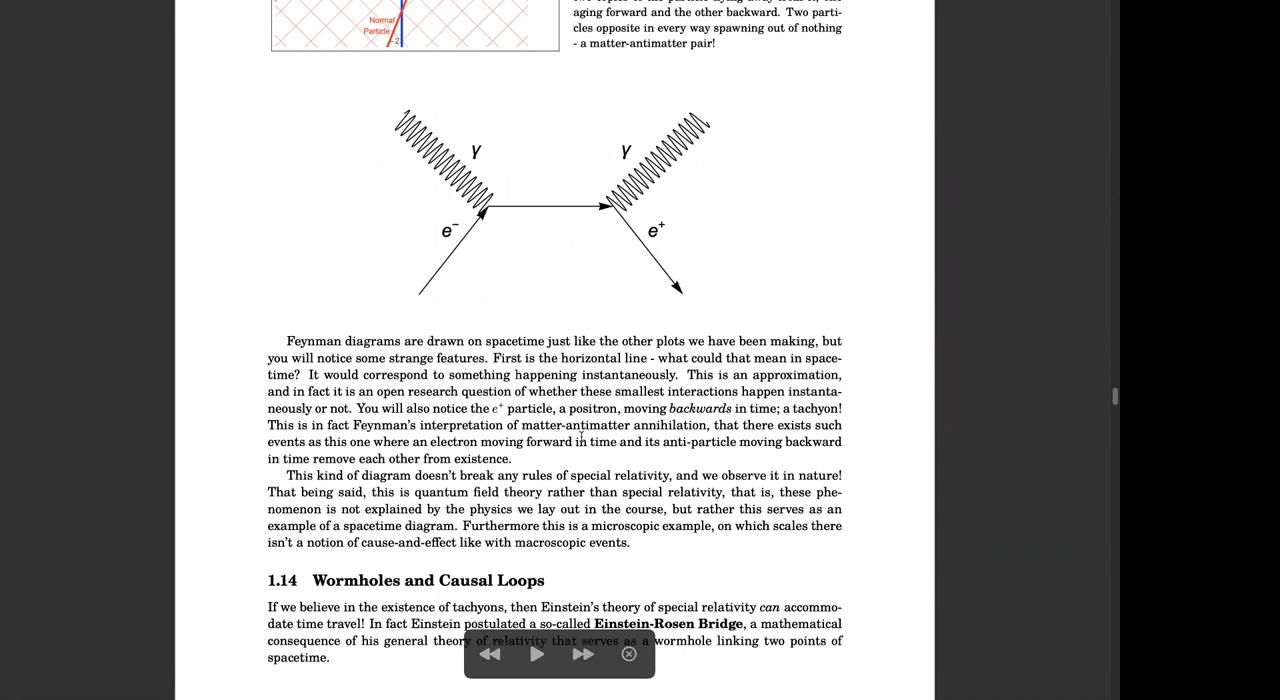 Normal
Particle
-2
aging forward and the other backward. Two parti-
cles opposite in every way spawning out of nothing
- a matter-antimatter pair!
γ
γ
e⁻
e⁺
Feynman diagrams are drawn on spacetime just like the other plots we have been making, but
you will notice some strange features. First is the horizontal line - what could that mean in space-
time? It would correspond to something happening instantaneously. This is an approximation,
and in fact it is an open research question of whether these smallest interactions happen instanta-
neously or not. You will also notice the e⁺ particle, a positron, moving backwards in time; a tachyon!
This is in fact Feynman's interpretation of matter-antimatter annihilation, that there exists such
events as this one where an electron moving forward in time and its anti-particle moving backward
in time remove each other from existence.
This kind of diagram doesn't break any rules of special relativity, and we observe it in nature!
That being said, this is quantum field theory rather than special relativity, that is, these phe-
nomenon is not explained by the physics we lay out in the course, but rather this serves as an
example of a spacetime diagram. Furthermore this is a microscopic example, on which scales there
isn't a notion of cause-and-effect like with macroscopic events.
1.14 Wormholes and Causal Loops
If we believe in the existence of tachyons, then Einstein's theory of special relativity can accommo-
date time travel! In fact Einstein postulated a so-called Einstein-Rosen Bridge, a mathematical
consequence of his general theory of relativity that serves as a wormhole linking two points of
spacetime.